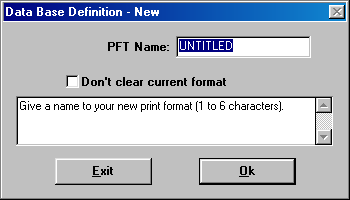 Data Base Definition - New
PFT Name: UNTITLED
Don't clear current format
Give a name to your new print format (1 to 6 characters).
Exit Ok